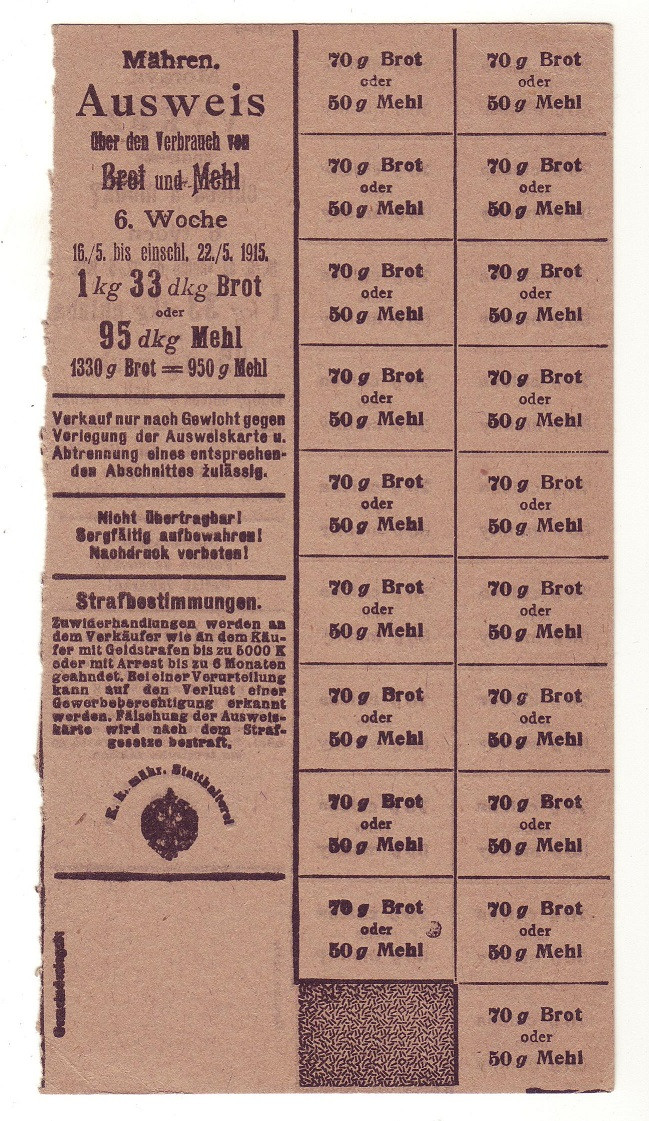 Mähren.
Ausweis
über den Verbrauch von
Brot und Mehl
6. Woche
16./5. bis einschl. 22./5. 1915.
1 kg 33 dkg Brot
oder
95 dkg Mehl
1330 g Brot = 950 g Mehl
Verkauf nur nach Gewicht gegen
Vorlegung der Ausweiskarte u.
Abtrennung eines entsprechen-
den Abschnittes zulässig.
Nicht übertragbar!
Sorgfältig aufbewahren!
Nachdruck verboten!
Strafbestimmungen.
Zuwiderhandlungen werden an
dem Verkäufer wie an dem Käu-
fer mit Geldstrafen bis zu 5000 K
oder mit Arrest bis zu 6 Monaten
geahndet. Bei einer Verurteilung
kann auf den Verlust einer
Gewerbeberechtigung erkannt
werden. Fälschung der Ausweis-
karte wird nach dem Straf-
gesetze bestraft.
K. k. mähr. Statthalterei
Gemeindesiegel
70 g Brot
oder
50 g Mehl
70 g Brot
oder
50 g Mehl
70 g Brot
oder
50 g Mehl
70 g Brot
oder
50 g Mehl
70 g Brot
oder
50 g Mehl
70 g Brot
oder
50 g Mehl
70 g Brot
oder
50 g Mehl
70 g Brot
oder
50 g Mehl
70 g Brot
oder
50 g Mehl
70 g Brot
oder
50 g Mehl
70 g Brot
oder
50 g Mehl
70 g Brot
oder
50 g Mehl
70 g Brot
oder
50 g Mehl
70 g Brot
oder
50 g Mehl
70 g Brot
oder
50 g Mehl
70 g Brot
oder
50 g Mehl
70 g Brot
oder
50 g Mehl
70 g Brot
oder
50 g Mehl
70 g Brot
oder
50 g Mehl